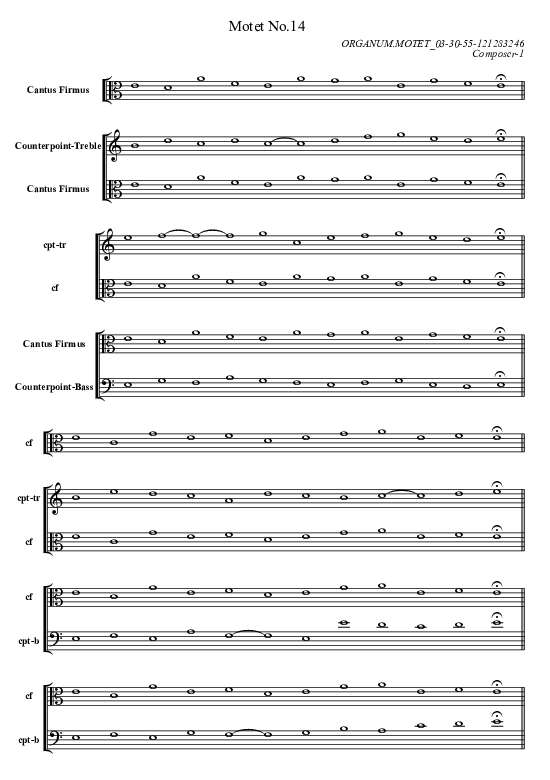 Motet No.14
ORGANUM.MOTET_03-30-55-121283246
Composer-1
Cantus Firmus
Counterpoint-Treble
Cantus Firmus
cpt-tr
cf
Cantus Firmus
Counterpoint-Bass
cf
cpt-tr
cf
cf
cpt-b
cf
cpt-b